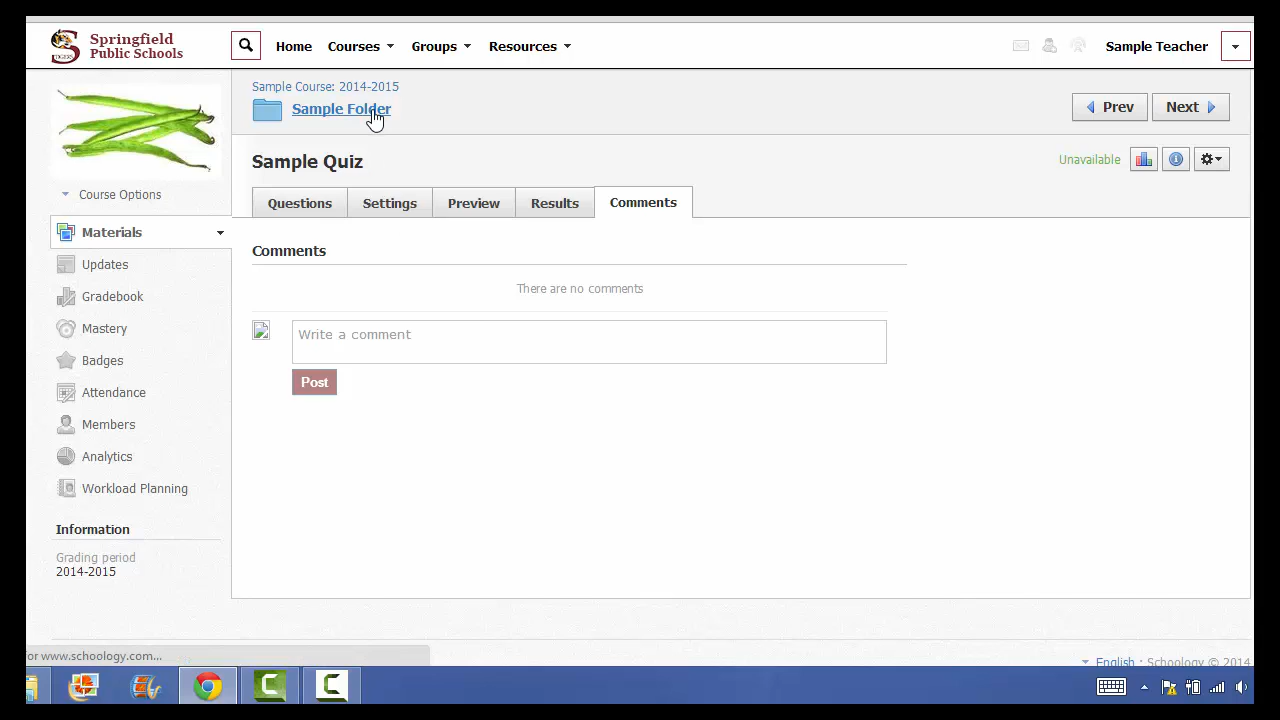 Springfield
Public Schools
Home
Courses
Groups
Resources
Sample Teacher
Sample Course: 2014-2015
Sample Folder
Prev
Next
Sample Quiz
Unavailable
Course Options
Questions
Settings
Preview
Results
Comments
Materials
Updates
Gradebook
Mastery
Badges
Attendance
Members
Analytics
Workload Planning
Information
Grading period
2014-2015
Comments
There are no comments
Write a comment
Post
or www.schoology.com...
English
Schoology © 2014